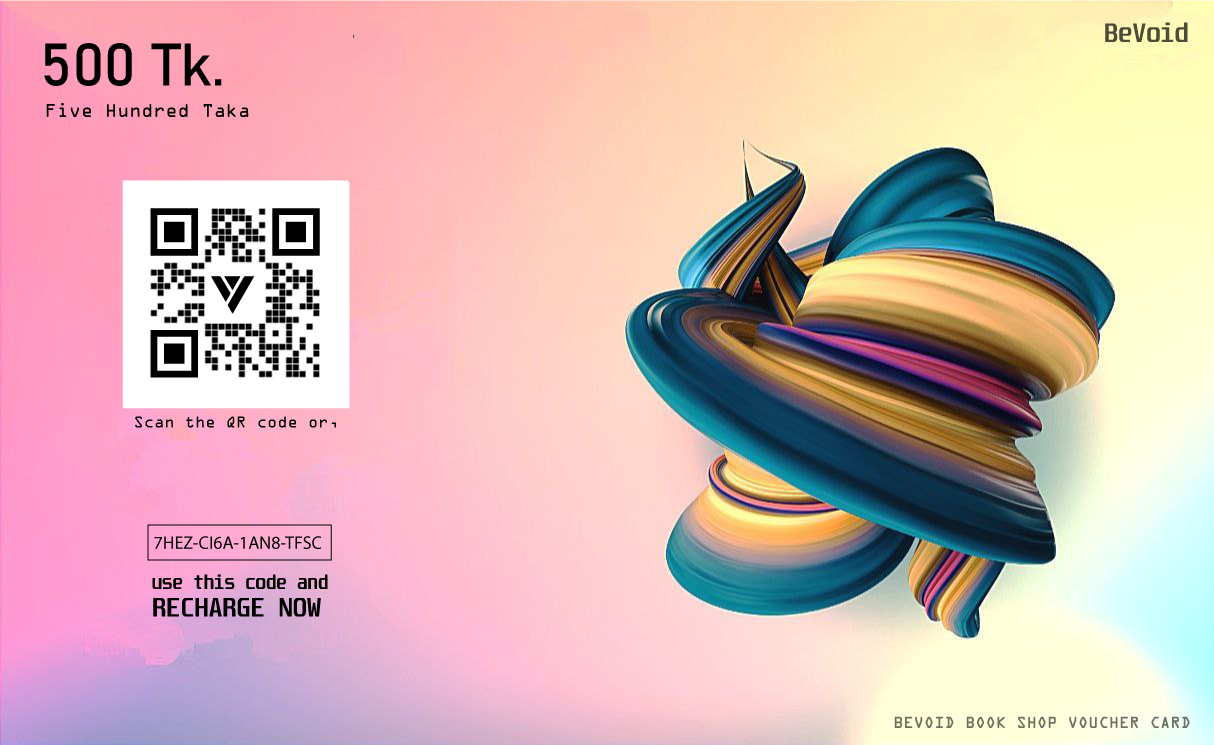 500 Tk.
BeVoid
Five Hundred Taka
Scan the QR code or,
7HEZ-CI6A-1AN8-TFSC
use this code and
RECHARGE NOW
BEVOID BOOK SHOP VOUCHER CARD